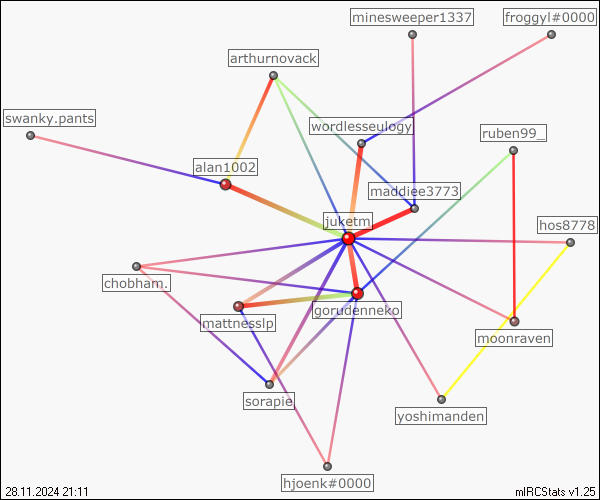 minesweeper1337
froggyl#0000
arthurnovack
swanky.pants
wordlesseulogy
ruben99_
alan1002
maddiee3773
juketm
hos8778
chobham.
gorudenneko
mattnesslp
moonraven
sorapie
yoshimanden
hjoenk#0000
28.11.2024 21:11
mIRCStats v1.25